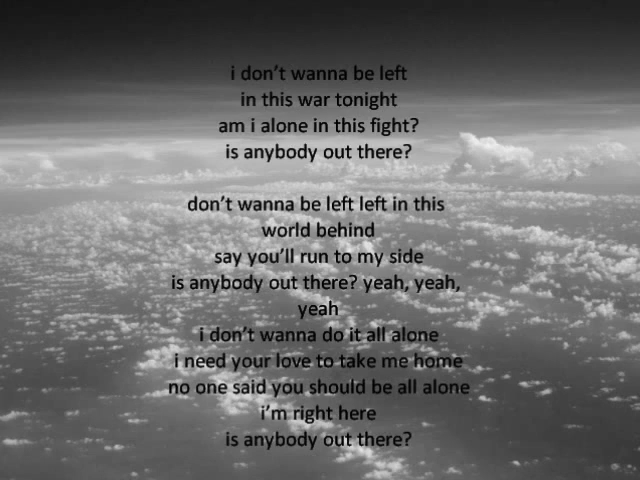 i don't wanna be left
in this war tonight
am i alone in this fight?
is anybody out there?
don't wanna be left left in this
world behind
say you'll run to my side
is anybody out there? yeah, yeah,
yeah
i don't wanna do it all alone
i need your love to take me home
no one said you should be all alone
i'm right here
is anybody out there?